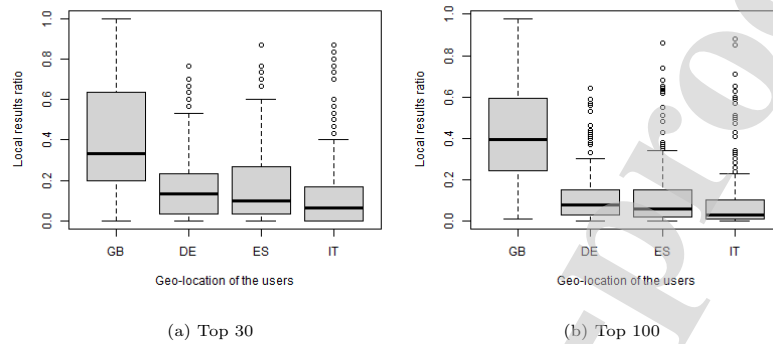 Local results ratio
1.0
0.8
0.6
0.4
0.2
0.0
GB DE ES IT
Geo-location of the users
(a) Top 30
Local results ratio
1.0
0.8
0.6
0.4
0.2
0.0
GB DE ES IT
Geo-location of the users
(b) Top 100